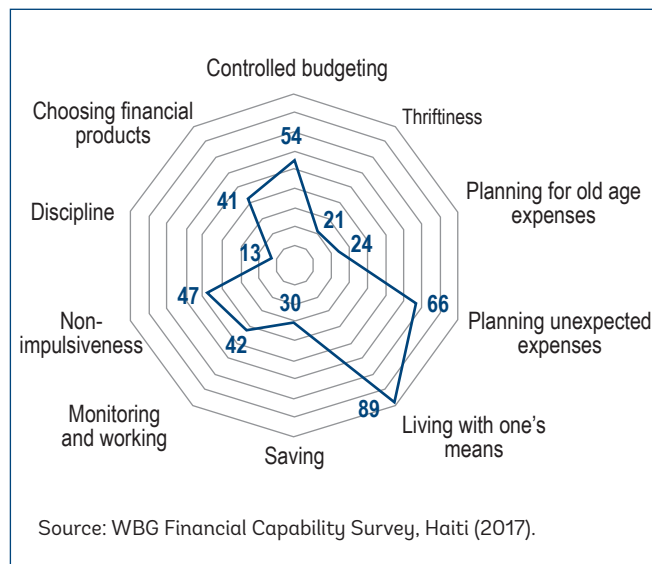 Controlled budgeting
Choosing financial
products
Thriftiness
54
41
21
Planning for old age
expenses
Discipline
24
13
47
30
66
Non-
impulsiveness
42
Planning unexpected
expenses
89
Monitoring
and working
Living with one's
means
Saving
Source: WBG Financial Capability Survey, Haiti (2017).